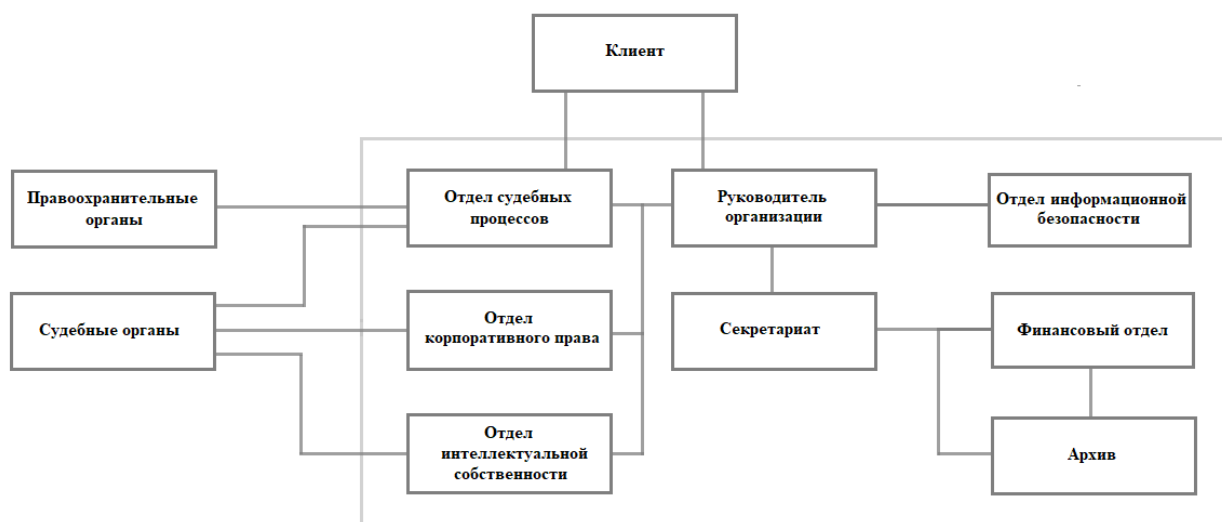 Клиент
Правоохранительные
органы
Отдел судебных
процессов
Руководитель
организации
Отдел информационной
безопасности
Судебные органы
Отдел
корпоративного права
Секретариат
Финансовый отдел
Отдел
интеллектуальной
собственности
Архив